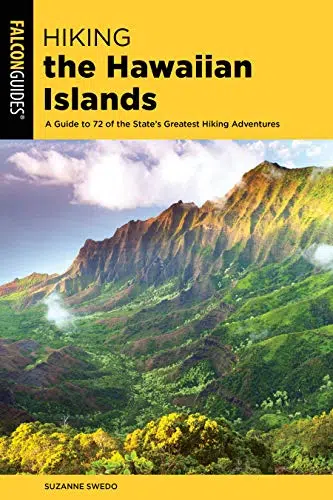 FALCONGUIDES®
HIKING
the Hawaiian
Islands
A Guide to 72 of the State's Greatest Hiking Adventures
SUZANNE SWEDO